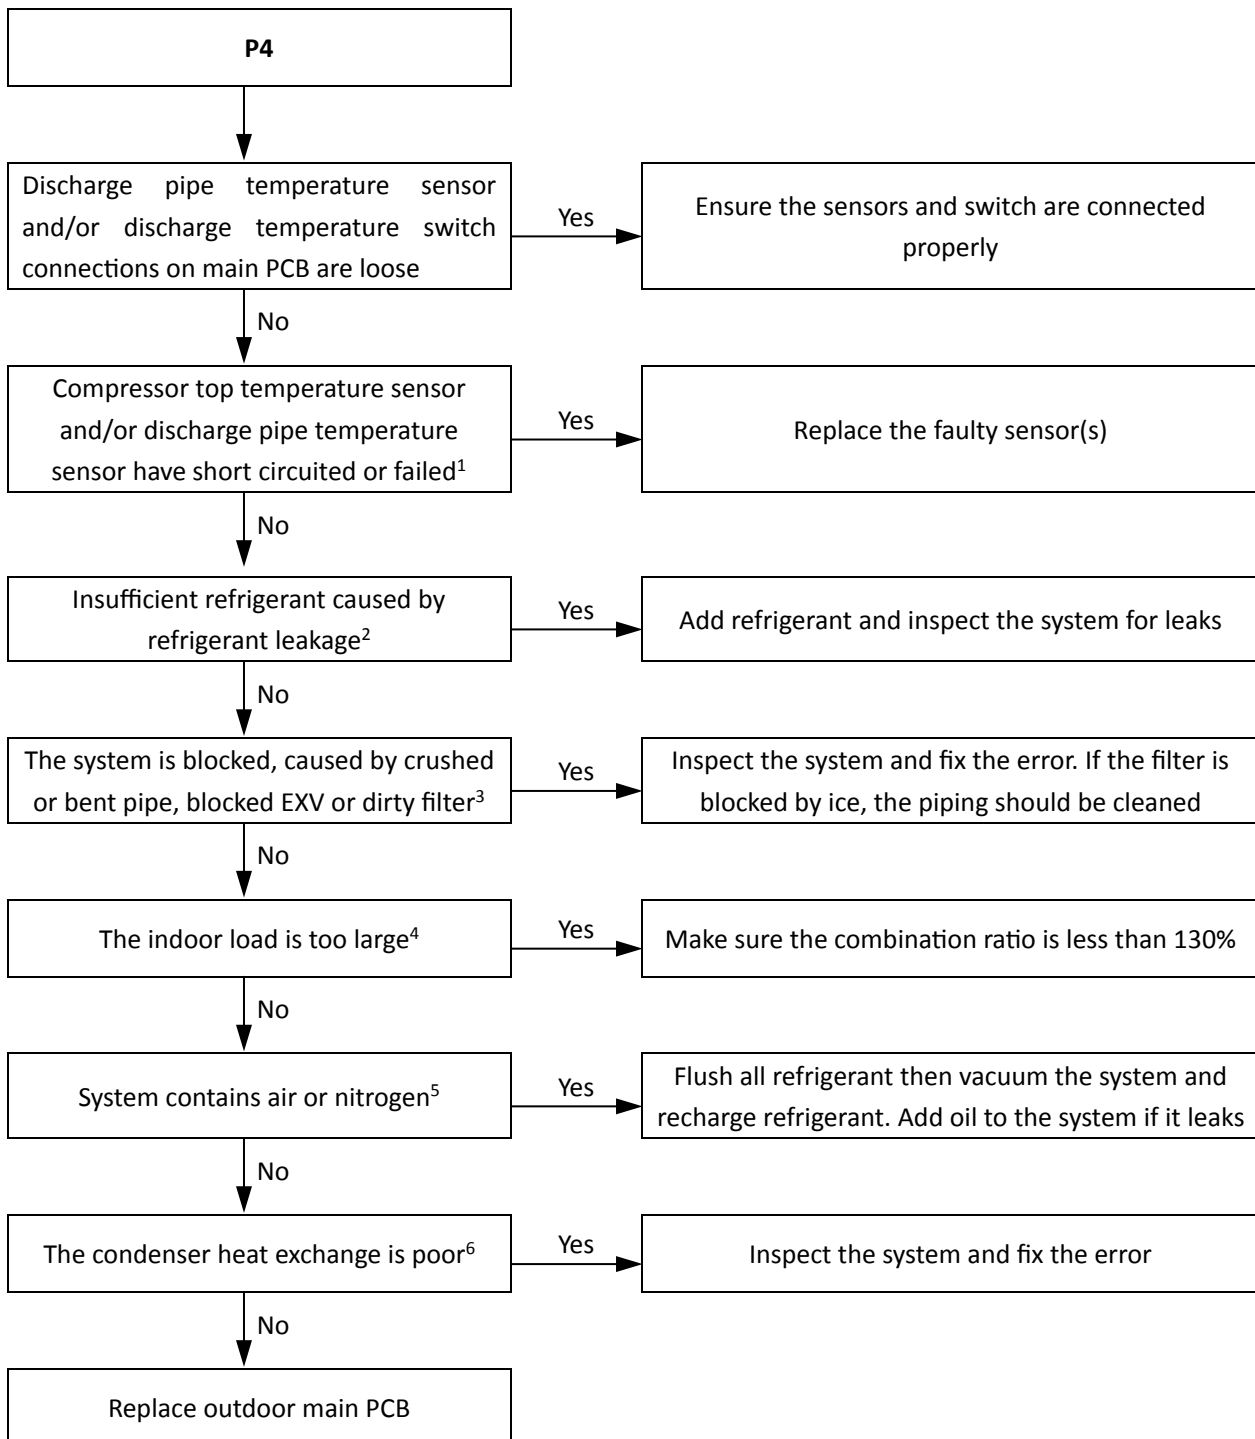 P4
Discharge pipe temperature sensor
and/or discharge temperature switch
connections on main PCB are loose
Yes
Ensure the sensors and switch are connected
properly
No
Compressor top temperature sensor
and/or discharge pipe temperature
sensor have short circuited or failed¹
Yes
Replace the faulty sensor(s)
No
Insufficient refrigerant caused by
refrigerant leakage²
Yes
Add refrigerant and inspect the system for leaks
No
The system is blocked, caused by crushed
or bent pipe, blocked EXV or dirty filter³
Yes
Inspect the system and fix the error. If the filter is
blocked by ice, the piping should be cleaned
No
The indoor load is too large⁴
Yes
Make sure the combination ratio is less than 130%
No
System contains air or nitrogen⁵
Yes
Flush all refrigerant then vacuum the system and
recharge refrigerant. Add oil to the system if it leaks
No
The condenser heat exchange is poor⁶
Yes
Inspect the system and fix the error
No
Replace outdoor main PCB